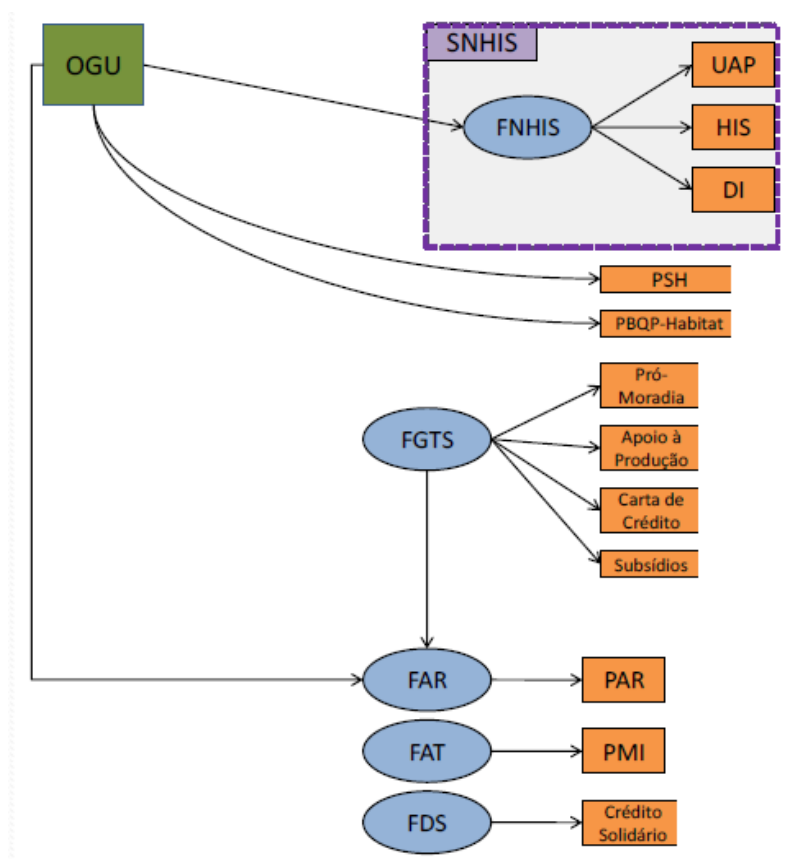 OGU
SNHIS
FNHIS
UAP
HIS
DI
PSH
PBQP-Habitat
FGTS
Pró-
Moradia
Apoio à
Produção
Carta de
Crédito
Subsídios
FAR
PAR
FAT
PMI
FDS
Crédito
Solidário